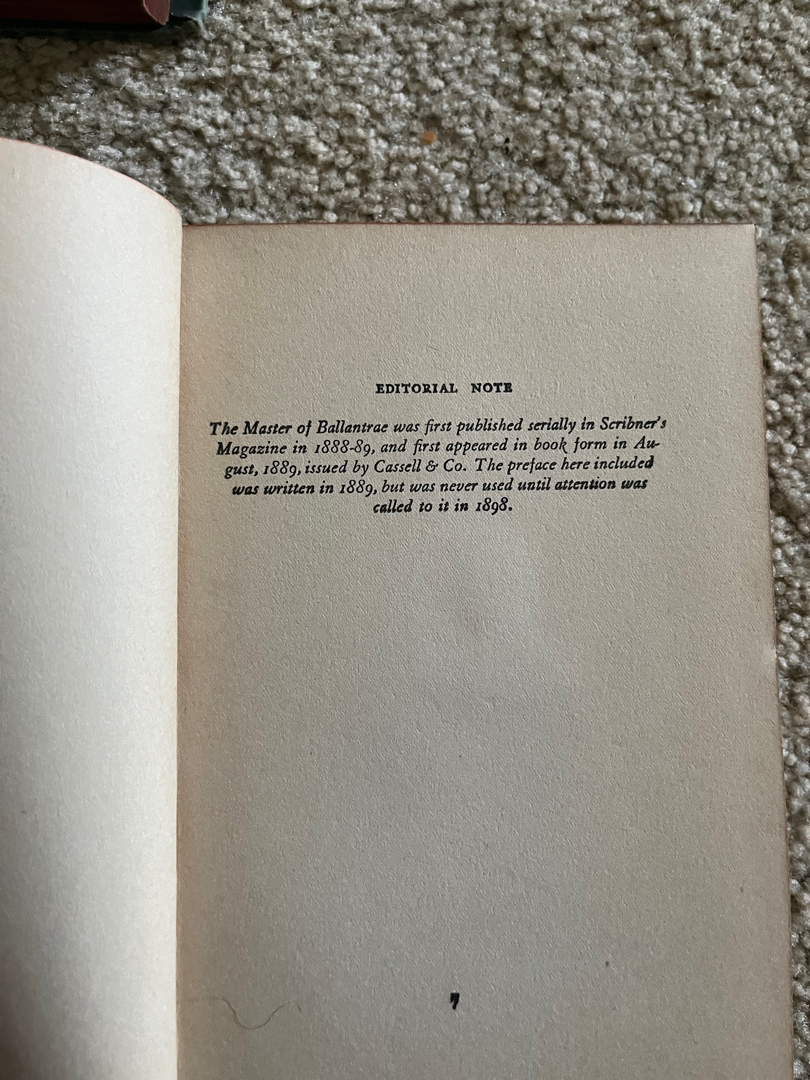 EDITORIAL NOTE
The Master of Ballantrae was first published serially in Scribner's
Magazine in 1888-89, and first appeared in book form in Au-
gust, 1889, issued by Cassell & Co. The preface here included
was written in 1889, but was never used until attention was
called to it in 1898.
7